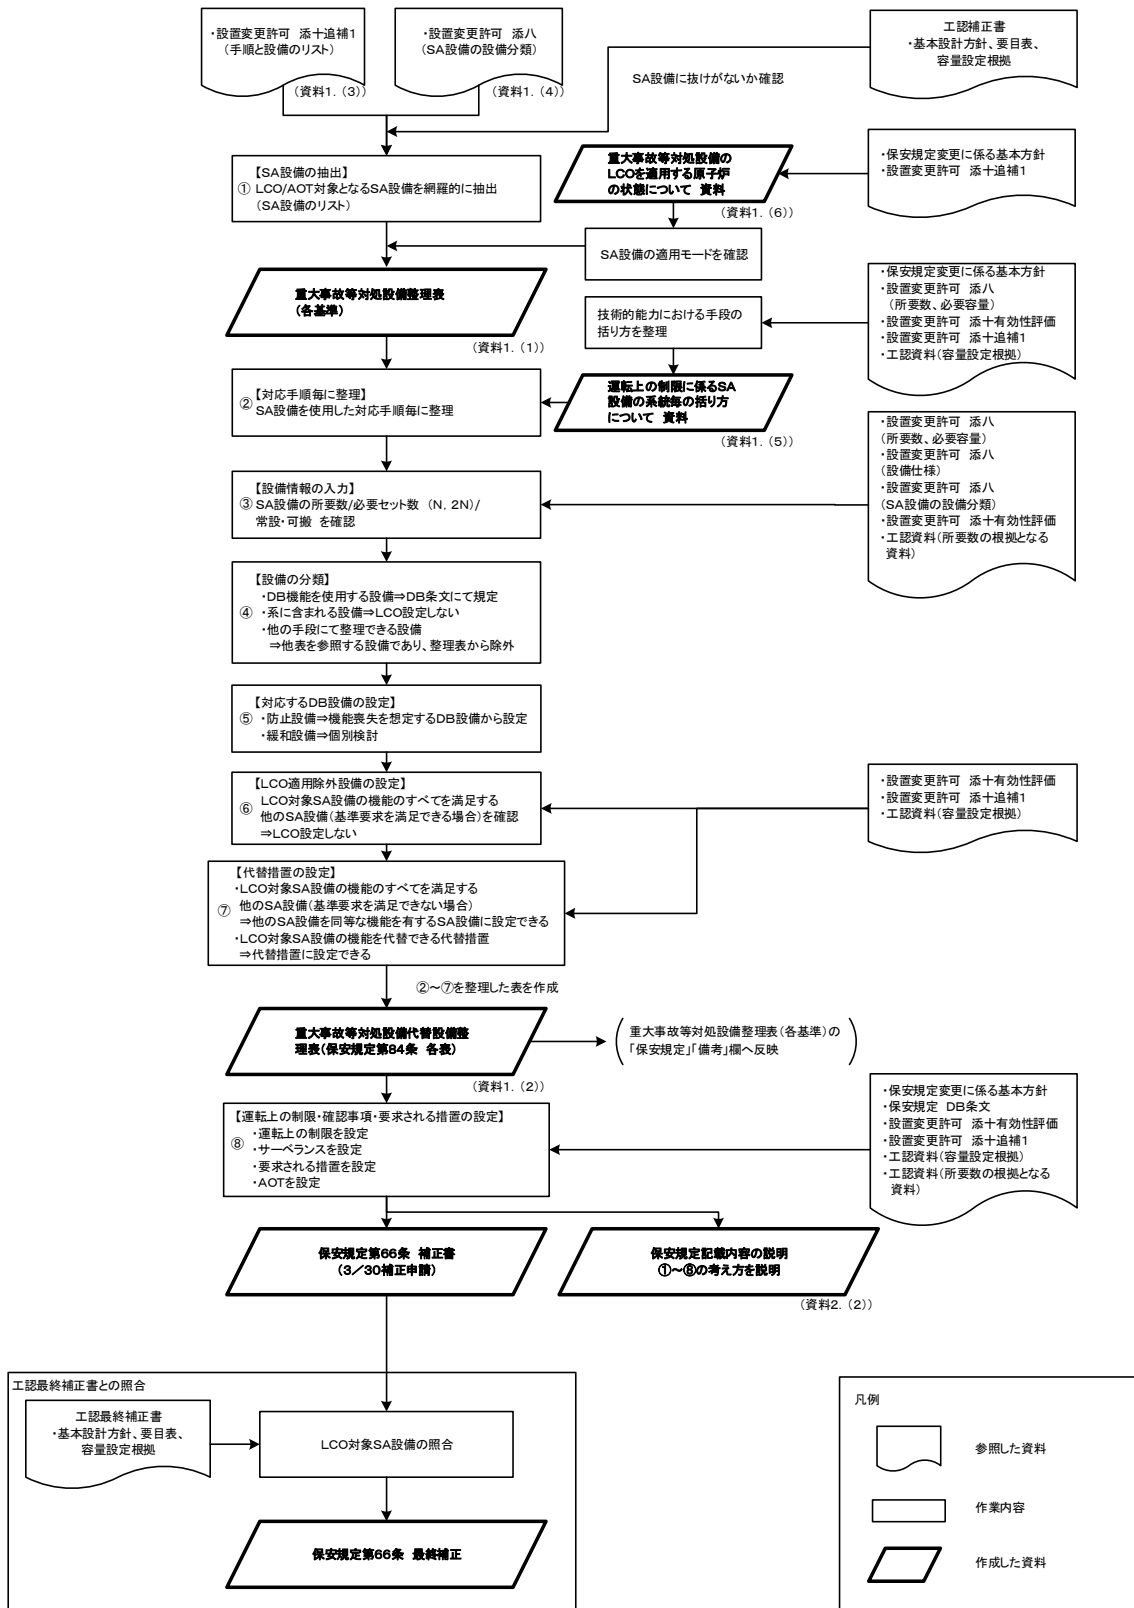 ・設置変更許可 添十追補1
(手順と設備のリスト)
(資料1.(3))
・設置変更許可 添八
(SA設備の設備分類)
(資料1.(4))
工認補正書
・基本設計方針、要目表、
容量設定根拠
SA設備に抜けがないか確認
【SA設備の抽出】
① LCO/AOT対象となるSA設備を網羅的に抽出
(SA設備のリスト)
重大事故等対処設備の
LCOを適用する原子炉
の状態について 資料
(資料1.(6))
・保安規定変更に係る基本方針
・設置変更許可 添十追補1
SA設備の適用モードを確認
重大事故等対処設備整理表
(各基準)
(資料1.(1))
技術的能力における手段の
括り方を整理
・保安規定変更に係る基本方針
・設置変更許可 添八
(所要数、必要容量)
・設置変更許可 添十有効性評価
・設置変更許可 添十追補1
・工認資料(容量設定根拠)
【対応手順毎に整理】
② SA設備を使用した対応手順毎に整理
運転上の制限に係るSA
設備の系統毎の括り方
について 資料
(資料1.(5))
【設備情報の入力】
③ SA設備の所要数/必要セット数 (N, 2N)/
常設・可搬 を確認
・設置変更許可 添八
(所要数、必要容量)
・設置変更許可 添八
(設備仕様)
・設置変更許可 添八
(SA設備の設備分類)
・設置変更許可 添十有効性評価
・工認資料(所要数の根拠となる
資料)
【設備の分類】
・DB機能を使用する設備⇒DB条文にて規定
④ ・系に含まれる設備⇒LCO設定しない
・他の手段にて整理できる設備
⇒他表を参照する設備であり、整理表から除外
【対応するDB設備の設定】
⑤ ・防止設備⇒機能喪失を想定するDB設備から設定
・緩和設備⇒個別検討
【LCO適用除外設備の設定】
⑥ LCO対象SA設備の機能のすべてを満足する
他のSA設備(基準要求を満足できる場合)を確認
⇒LCO設定しない
・設置変更許可 添十有効性評価
・設置変更許可 添十追補1
・工認資料(容量設定根拠)
【代替措置の設定】
・LCO対象SA設備の機能のすべてを満足する
他のSA設備(基準要求を満足できない場合)
⑦ ⇒他のSA設備を同等な機能を有するSA設備に設定できる
・LCO対象SA設備の機能を代替できる代替措置
⇒代替措置に設定できる
②～⑦を整理した表を作成
重大事故等対処設備代替設備整
理表(保安規定第84条 各表)
(資料1.(2))
重大事故等対処設備整理表(各基準)の
「保安規定」「備考」欄へ反映
【運転上の制限・確認事項・要求される措置の設定】
・運転上の制限を設定
⑧ ・サーベランスを設定
・要求される措置を設定
・AOTを設定
・保安規定変更に係る基本方針
・保安規定 DB条文
・設置変更許可 添十有効性評価
・設置変更許可 添十追補1
・工認資料(容量設定根拠)
・工認資料(所要数の根拠となる
資料)
保安規定第66条 補正書
(3/30補正申請)
保安規定記載内容の説明
①～⑧の考え方を説明
(資料2.(2))
工認最終補正書との照合
工認最終補正書
・基本設計方針、要目表、
容量設定根拠
LCO対象SA設備の照合
保安規定第66条 最終補正
凡例
参照した資料
作業内容
作成した資料